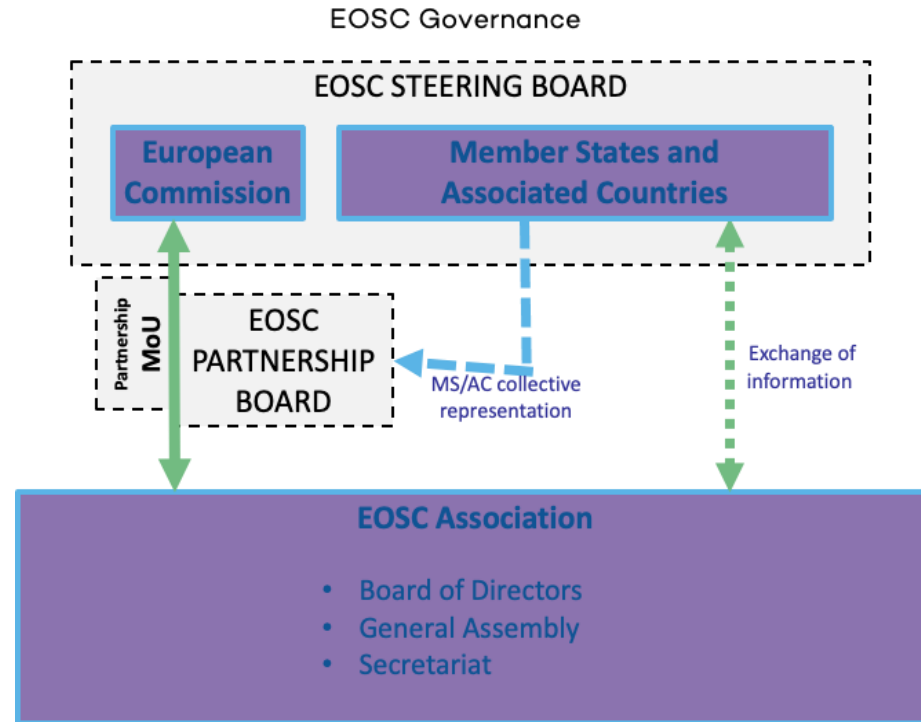 EOSC Governance
EOSC STEERING BOARD
European
Commission
Member States and
Associated Countries
Partnership
MoU
EOSC
PARTNERSHIP
BOARD
MS/AC collective
representation
Exchange of
information
EOSC Association
• Board of Directors
• General Assembly
• Secretariat